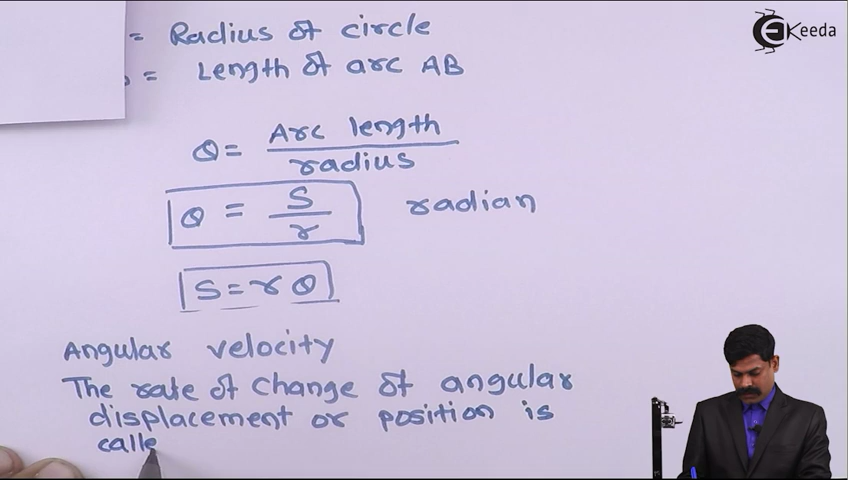 = Radius of circle
Ekeeda
= Length of arc AB
θ = Arc length / radius
θ = S / r radian
S = r θ
Angular velocity
The rate of change of angular
displacement or position is
calle